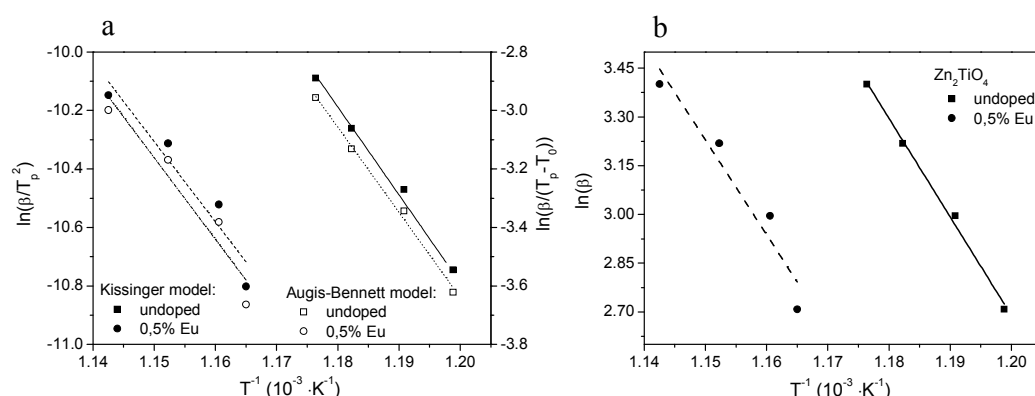 a
-10.0
-10.2
-10.4
-10.6
-10.8
-11.0
ln(β/Tp²)
-2.8
-3.0
-3.2
-3.4
-3.6
-3.8
ln(β/(Tp-T0))
Kissinger model:
undoped
0,5% Eu
Augis-Bennett model:
undoped
0,5% Eu
1.14 1.15 1.16 1.17 1.18 1.19 1.20
T⁻¹ (10⁻³ ·K⁻¹)
b
3.45
3.30
3.15
3.00
2.85
2.70
ln(β)
Zn₂TiO₄
undoped
0,5% Eu
1.14 1.15 1.16 1.17 1.18 1.19 1.20
T⁻¹ (10⁻³ ·K⁻¹)